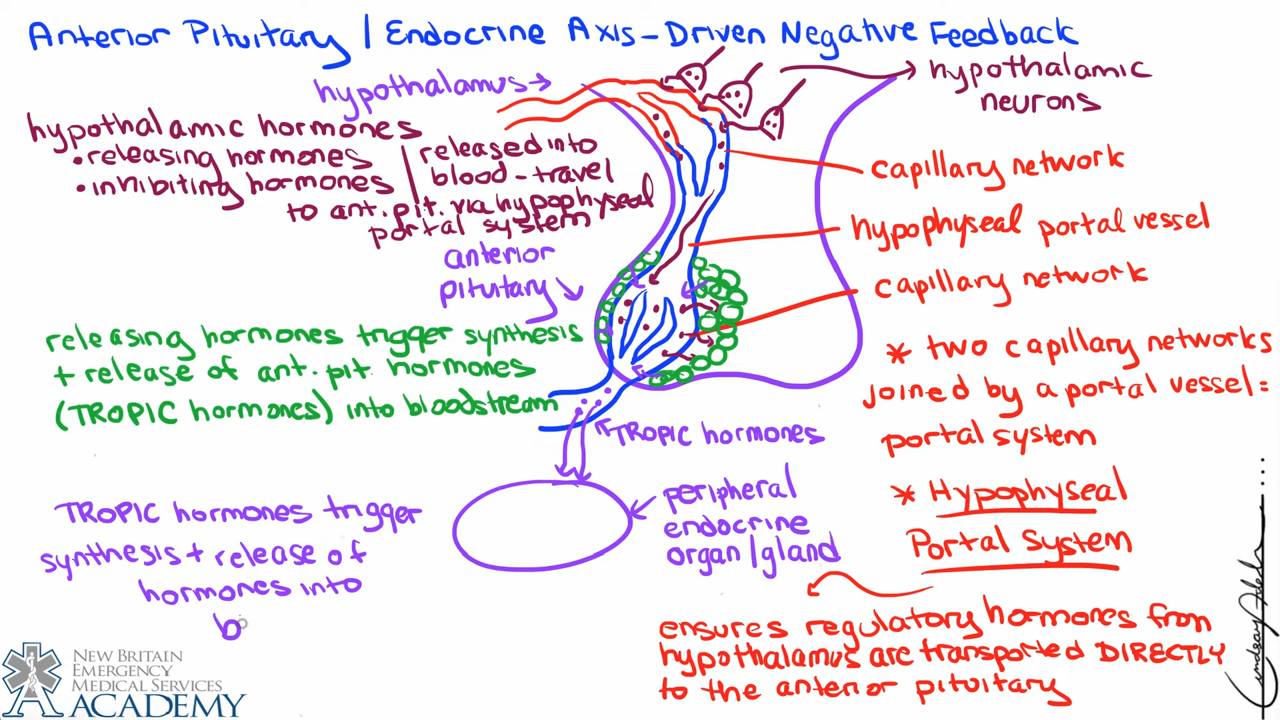 Anterior Pituitary / Endocrine Axis-Driven Negative Feedback
hypothalamus →
hypothalamic
neurons
hypothalamic hormones
• releasing hormones
• inhibiting hormones
released into
blood - travel
to ant. pit. via hypophyseal
portal system
capillary network
hypophyseal portal vessel
capillary network
anterior
pituitary
releasing hormones trigger synthesis
+ release of ant. pit. hormones
(TROPIC hormones) into bloodstream
* two capillary networks
joined by a portal vessel =
portal system
* Hypophyseal
Portal System
TROPIC hormones
peripheral
endocrine
organ/gland
TROPIC hormones trigger
synthesis + release of
hormones into
b
ensures regulatory hormones from
hypothalamus are transported DIRECTLY
to the anterior pituitary
NEW BRITAIN
EMERGENCY
MEDICAL SERVICES
ACADEMY